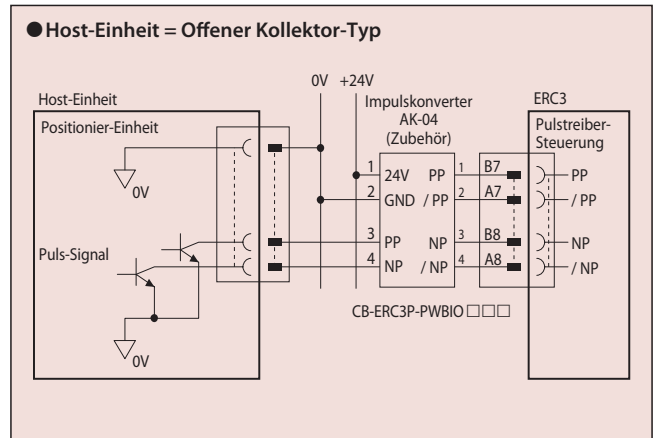 ●Host-Einheit = Offener Kollektor-Typ
0V +24V
Host-Einheit
Positionier-Einheit
0V
Puls-Signal
0V
Impulskonverter
AK-04
(Zubehör)
1 24V PP 1 B7
2 GND / PP 2 A7
3 PP NP 3 B8
4 NP / NP 4 A8
CB-ERC3P-PWBIO□□□
ERC3
Pulstreiber-
Steuerung
PP
/ PP
NP
/ NP